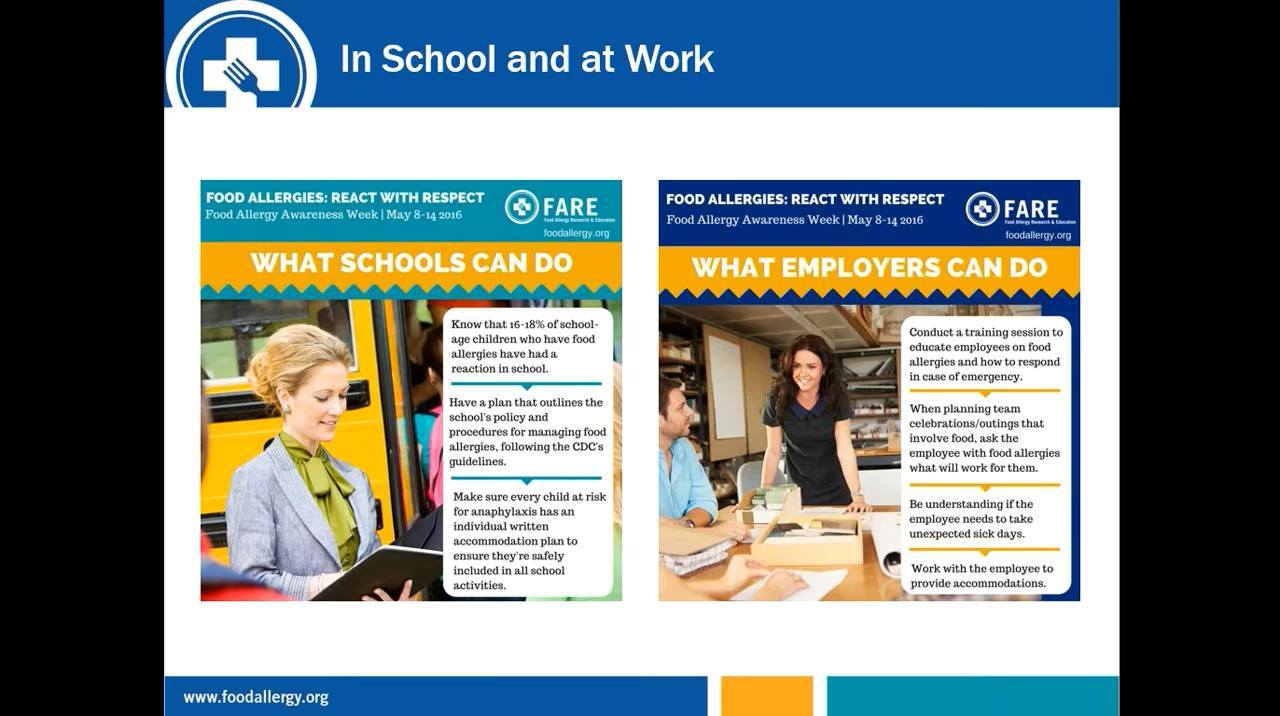 In School and at Work
FOOD ALLERGIES: REACT WITH RESPECT
Food Allergy Awareness Week | May 8-14 2016
FARE
Food Allergy Research & Education
foodallergy.org
WHAT SCHOOLS CAN DO
Know that 16-18% of school-
age children who have food
allergies have had a
reaction in school.
Have a plan that outlines the
school's policy and
procedures for managing food
allergies, following the CDC's
guidelines.
Make sure every child at risk
for anaphylaxis has an
individual written
accommodation plan to
ensure they're safely
included in all school
activities.
FOOD ALLERGIES: REACT WITH RESPECT
Food Allergy Awareness Week | May 8-14 2016
FARE
Food Allergy Research & Education
foodallergy.org
WHAT EMPLOYERS CAN DO
Conduct a training session to
educate employees on food
allergies and how to respond
in case of emergency.
When planning team
celebrations/outings that
involve food, ask the
employee with food allergies
what will work for them.
Be understanding if the
employee needs to take
unexpected sick days.
Work with the employee to
provide accommodations.
www.foodallergy.org